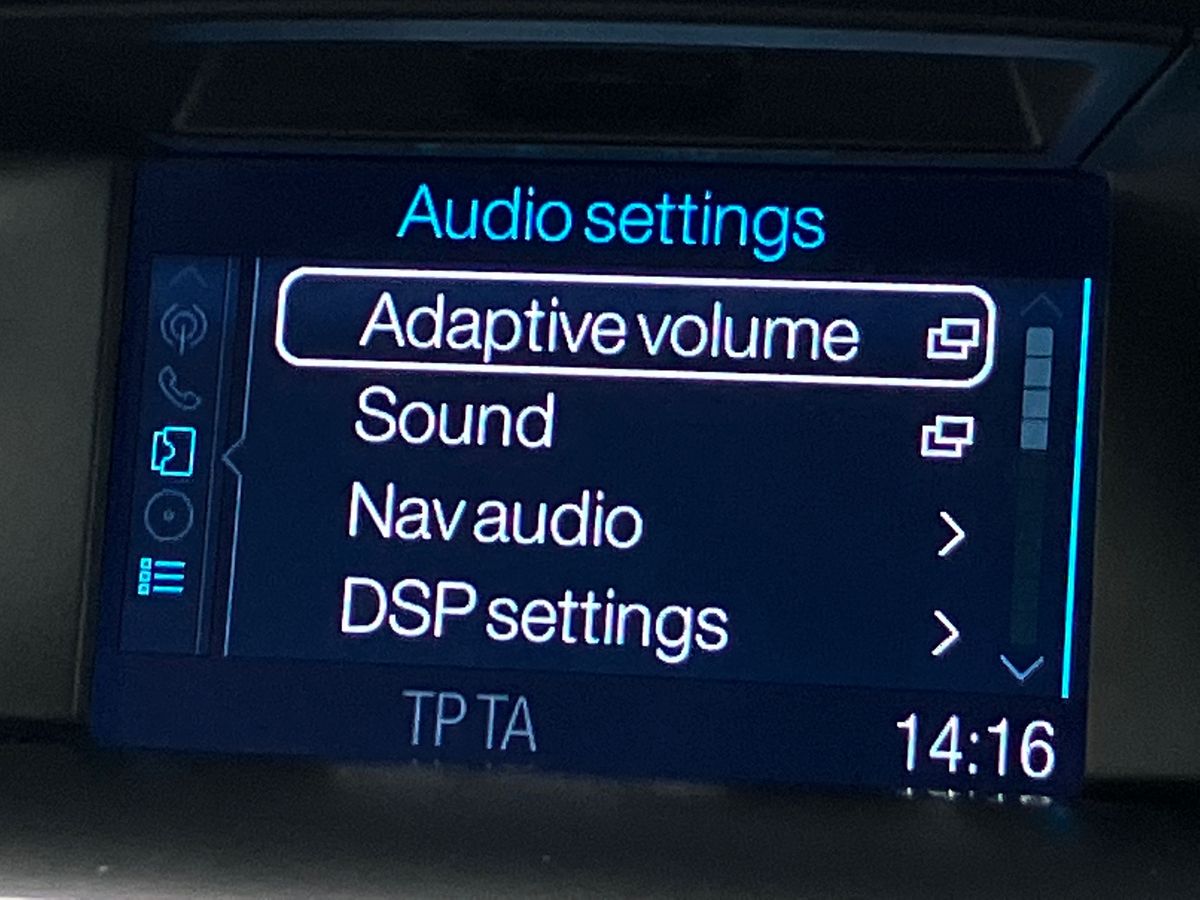 Audio settings
Adaptive volume
Sound
Nav audio
DSP settings
TP TA
14:16